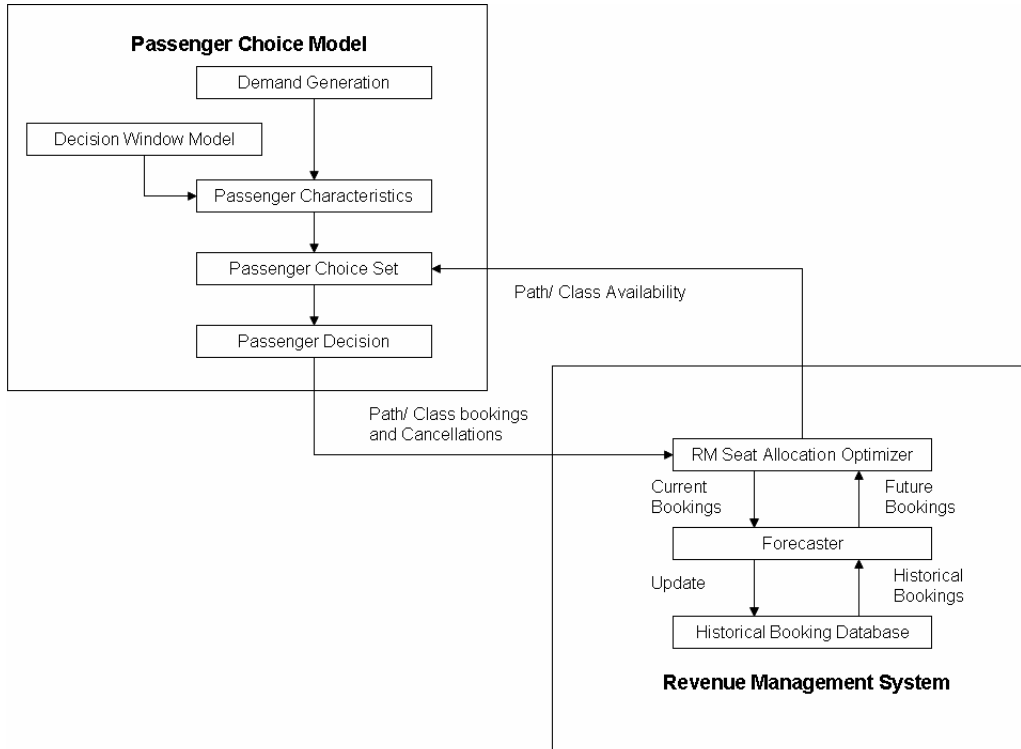 Passenger Choice Model
Demand Generation
Decision Window Model
Passenger Characteristics
Passenger Choice Set
Path/ Class Availability
Passenger Decision
Path/ Class bookings
and Cancellations
RM Seat Allocation Optimizer
Current
Bookings
Future
Bookings
Forecaster
Update
Historical
Bookings
Historical Booking Database
Revenue Management System